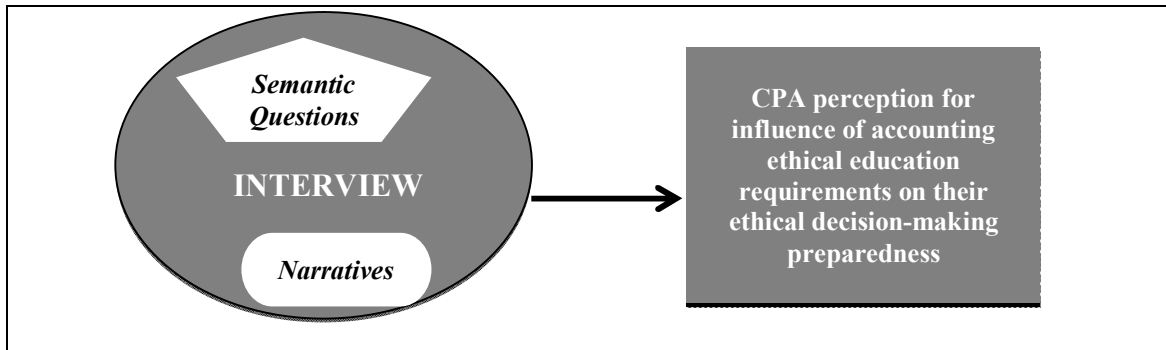 Semantic
Questions
INTERVIEW
Narratives
CPA perception for
influence of accounting
ethical education
requirements on their
ethical decision-making
preparedness